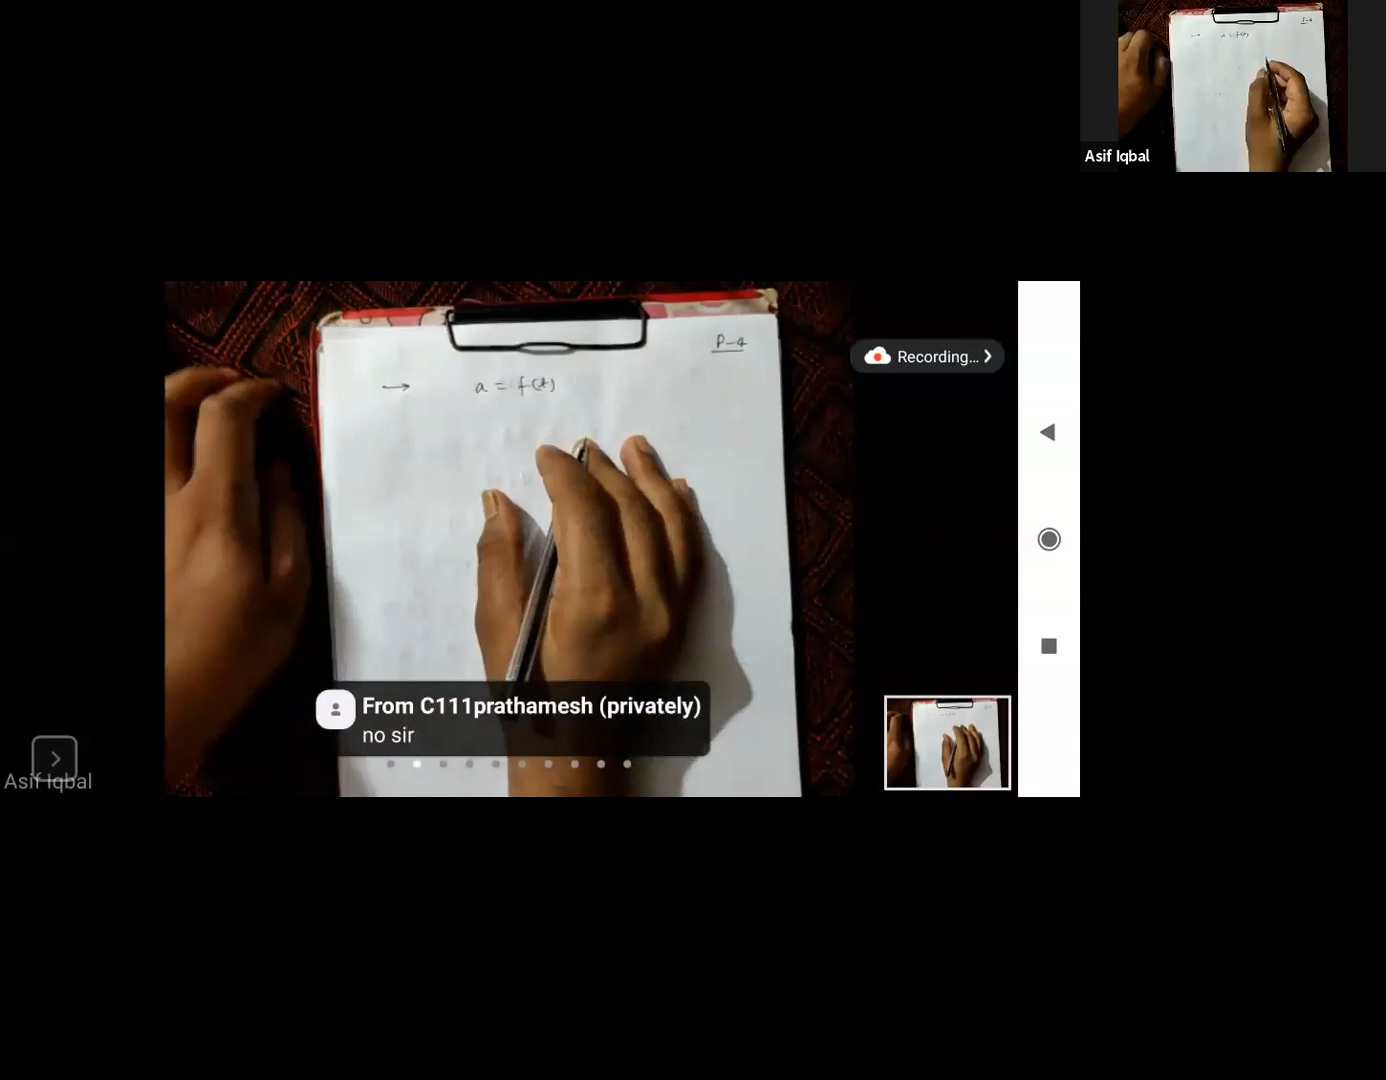 Asif Iqbal
P-4
→ a = f(t)
Recording...
From C111prathamesh (privately)
no sir
Asif Iqbal